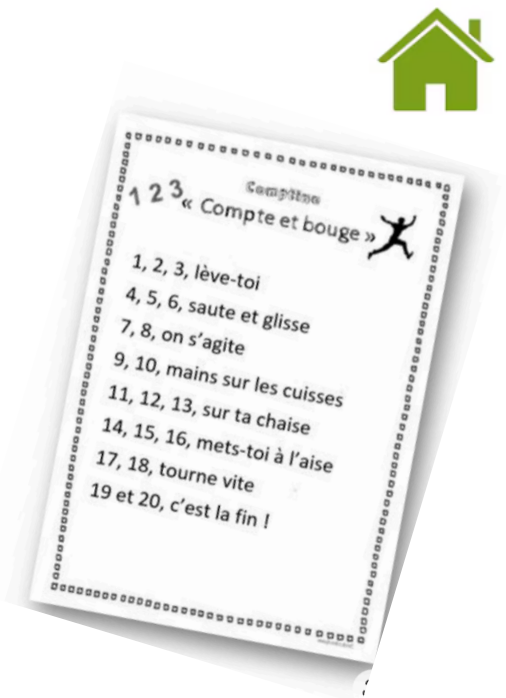 Comptine
1 2 3
« Compte et bouge »
1, 2, 3, lève-toi
4, 5, 6, saute et glisse
7, 8, on s’agite
9, 10, mains sur les cuisses
11, 12, 13, sur ta chaise
14, 15, 16, mets-toi à l’aise
17, 18, tourne vite
19 et 20, c’est la fin !